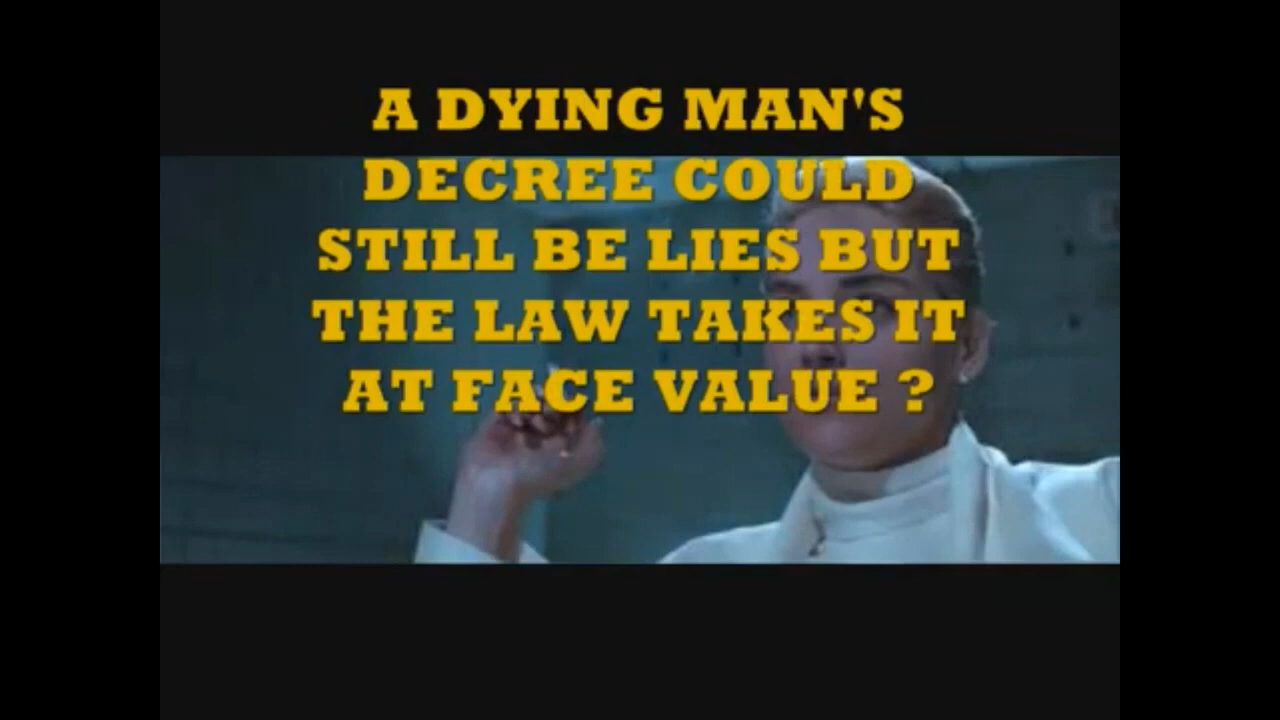 A DYING MAN'S
DECREE COULD
STILL BE LIES BUT
THE LAW TAKES IT
AT FACE VALUE ?